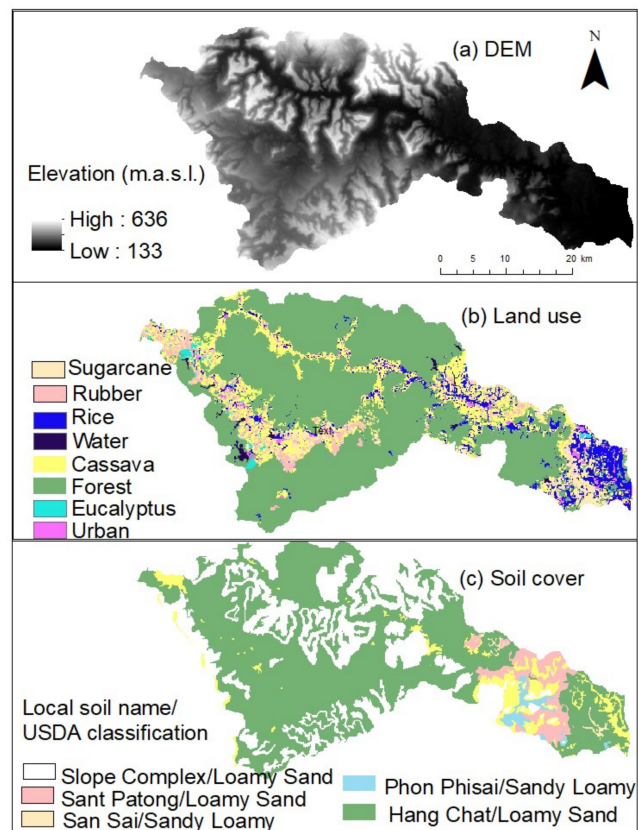 (a) DEM
N
Elevation (m.a.s.l.)
High : 636
Low : 133
0 5 10 20 km
(b) Land use
Sugarcane
Rubber
Rice
Water
Cassava
Forest
Eucalyptus
Urban
Text
(c) Soil cover
Local soil name/
USDA classification
Slope Complex/Loamy Sand
Sant Patong/Loamy Sand
San Sai/Sandy Loamy
Phon Phisai/Sandy Loamy
Hang Chat/Loamy Sand